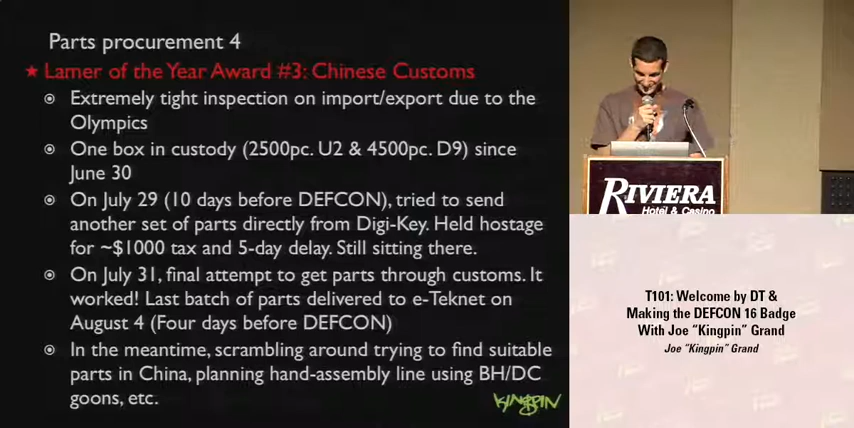 Parts procurement 4
★ Lamer of the Year Award #3: Chinese Customs
Extremely tight inspection on import/export due to the
Olympics
One box in custody (2500pc. U2 & 4500pc. D9) since
June 30
On July 29 (10 days before DEFCON), tried to send
another set of parts directly from Digi-Key. Held hostage
for ~$1000 tax and 5-day delay. Still sitting there.
On July 31, final attempt to get parts through customs. It
worked! Last batch of parts delivered to e-Teknet on
August 4 (Four days before DEFCON)
In the meantime, scrambling around trying to find suitable
parts in China, planning hand-assembly line using BH/DC
goons, etc.
KINGPIN
RIVIERA
Hotel & Casino
T101: Welcome by DT &
Making the DEFCON 16 Badge
With Joe “Kingpin” Grand
Joe “Kingpin” Grand